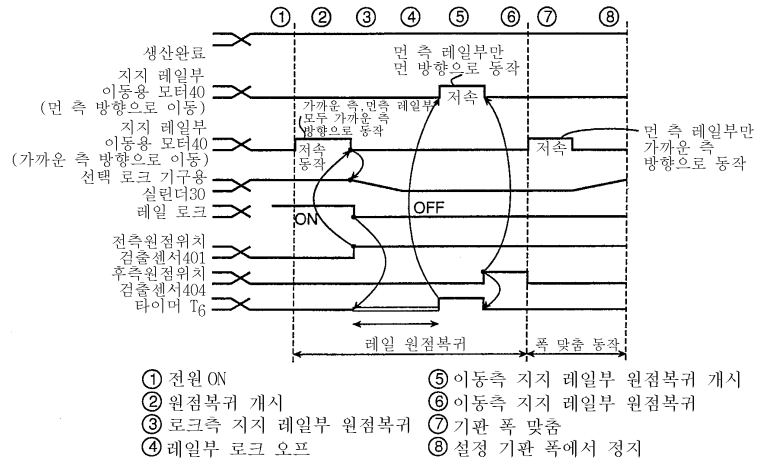 ① ② ③ ④ ⑤ ⑥ ⑦ ⑧
생산완료
먼 측 레일부만
먼 방향으로 동작
지지 레일부
이동용 모터40
(먼 측 방향으로 이동)
저속
가까운 측,먼측 레일부
모두 가까운 측
방향으로 동작
지지 레일부
이동용 모터40
(가까운 측 방향으로 이동)
저속
동작
저속
먼 측 레일부만
가까운 측
방향으로 동작
선택 로크 기구용
실린더30
레일 로크
ON
OFF
전측원점위치
검출센서401
후측원점위치
검출센서404
타이머 T6
레일 원점복귀
폭 맞춤 동작
① 전원 ON
② 원점복귀 개시
③ 로크측 지지 레일부 원점복귀
④ 레일부 로크 오프
⑤ 이동측 지지 레일부 원점복귀 개시
⑥ 이동측 지지 레일부 원점복귀
⑦ 기판 폭 맞춤
⑧ 설정 기판 폭에서 정지